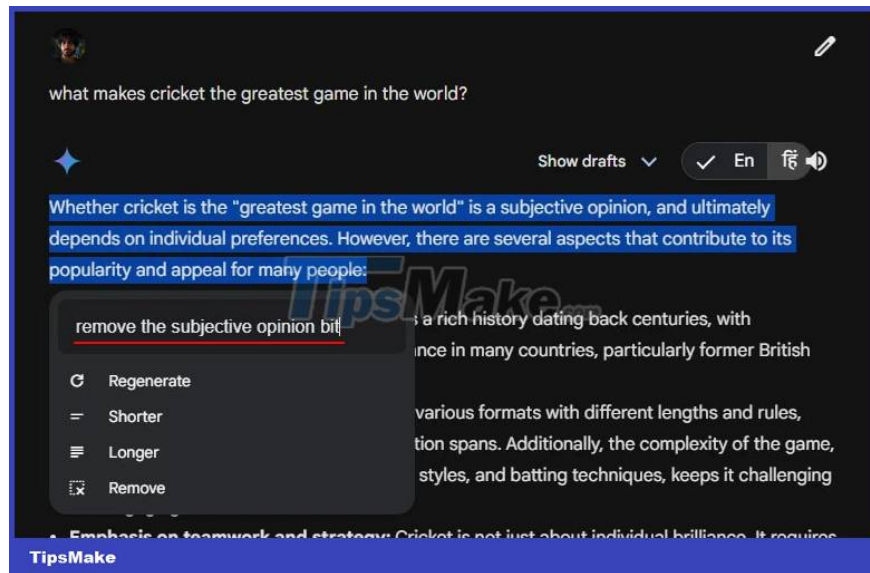 what makes cricket the greatest game in the world?
Show drafts
En हिं
Whether cricket is the "greatest game in the world" is a subjective opinion, and ultimately
depends on individual preferences. However, there are several aspects that contribute to its
popularity and appeal for many people:
TipsMake.com
remove the subjective opinion bit
a rich history dating back centuries, with
nce in many countries, particularly former British
Regenerate
Shorter
various formats with different lengths and rules,
Longer
tion spans. Additionally, the complexity of the game,
styles, and batting techniques, keeps it challenging
Remove
• Emphasis on teamwork and strategy: Cricket is not just about individual brilliance. It requires
TipsMake